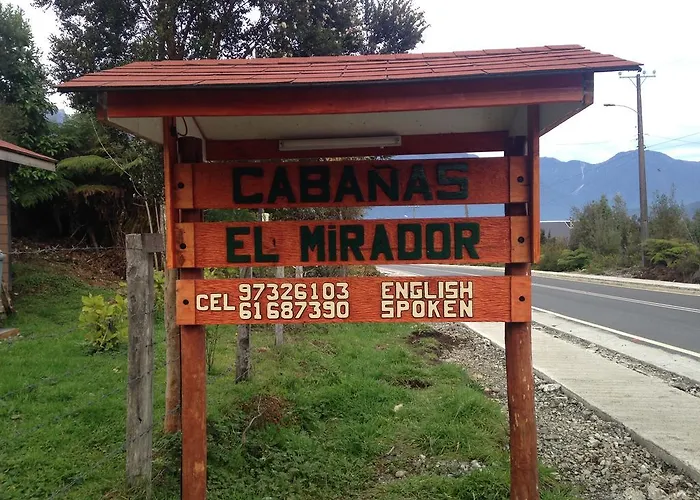 CABAÑAS
EL MIRADOR
CEL 97326103 ENGLISH
61687390 SPOKEN